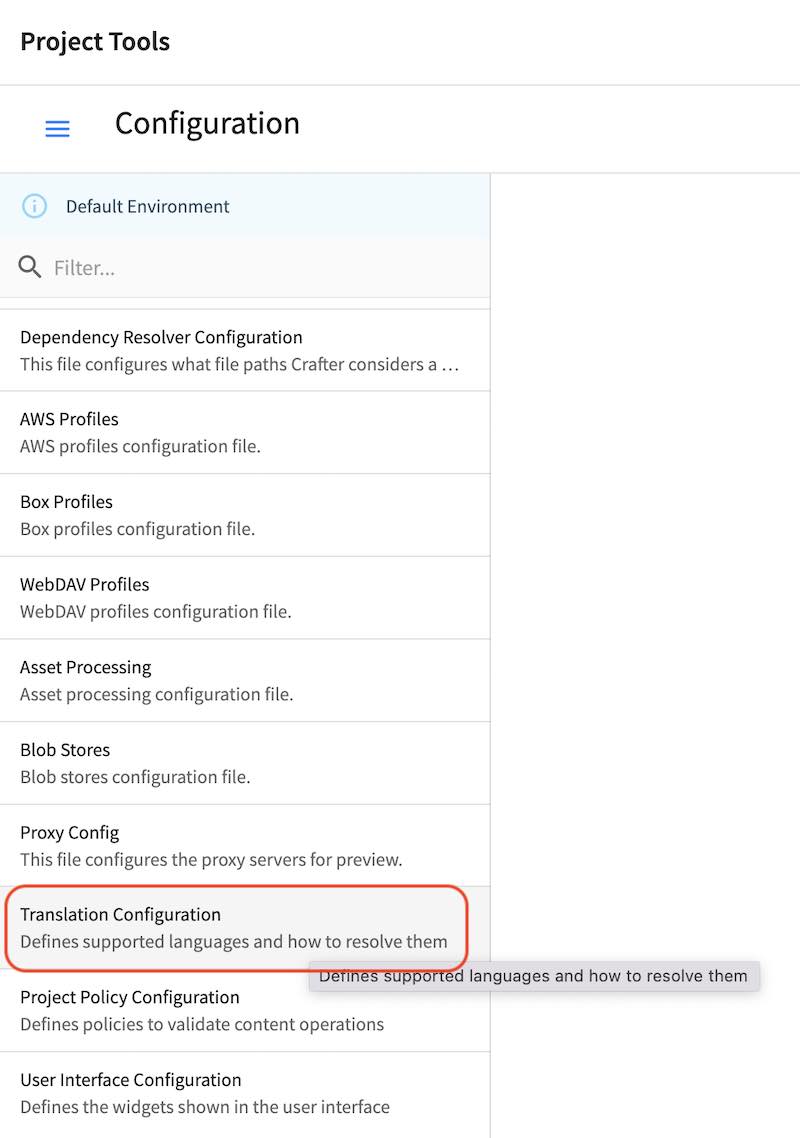 Project Tools
Configuration
Default Environment
Filter...
Dependency Resolver Configuration
This file configures what file paths Crafter considers a …
AWS Profiles
AWS profiles configuration file.
Box Profiles
Box profiles configuration file.
WebDAV Profiles
WebDAV profiles configuration file.
Asset Processing
Asset processing configuration file.
Blob Stores
Blob stores configuration file.
Proxy Config
This file configures the proxy servers for preview.
Translation Configuration
Defines supported languages and how to resolve them
Defines supported languages and how to resolve them
Project Policy Configuration
Defines policies to validate content operations
User Interface Configuration
Defines the widgets shown in the user interface